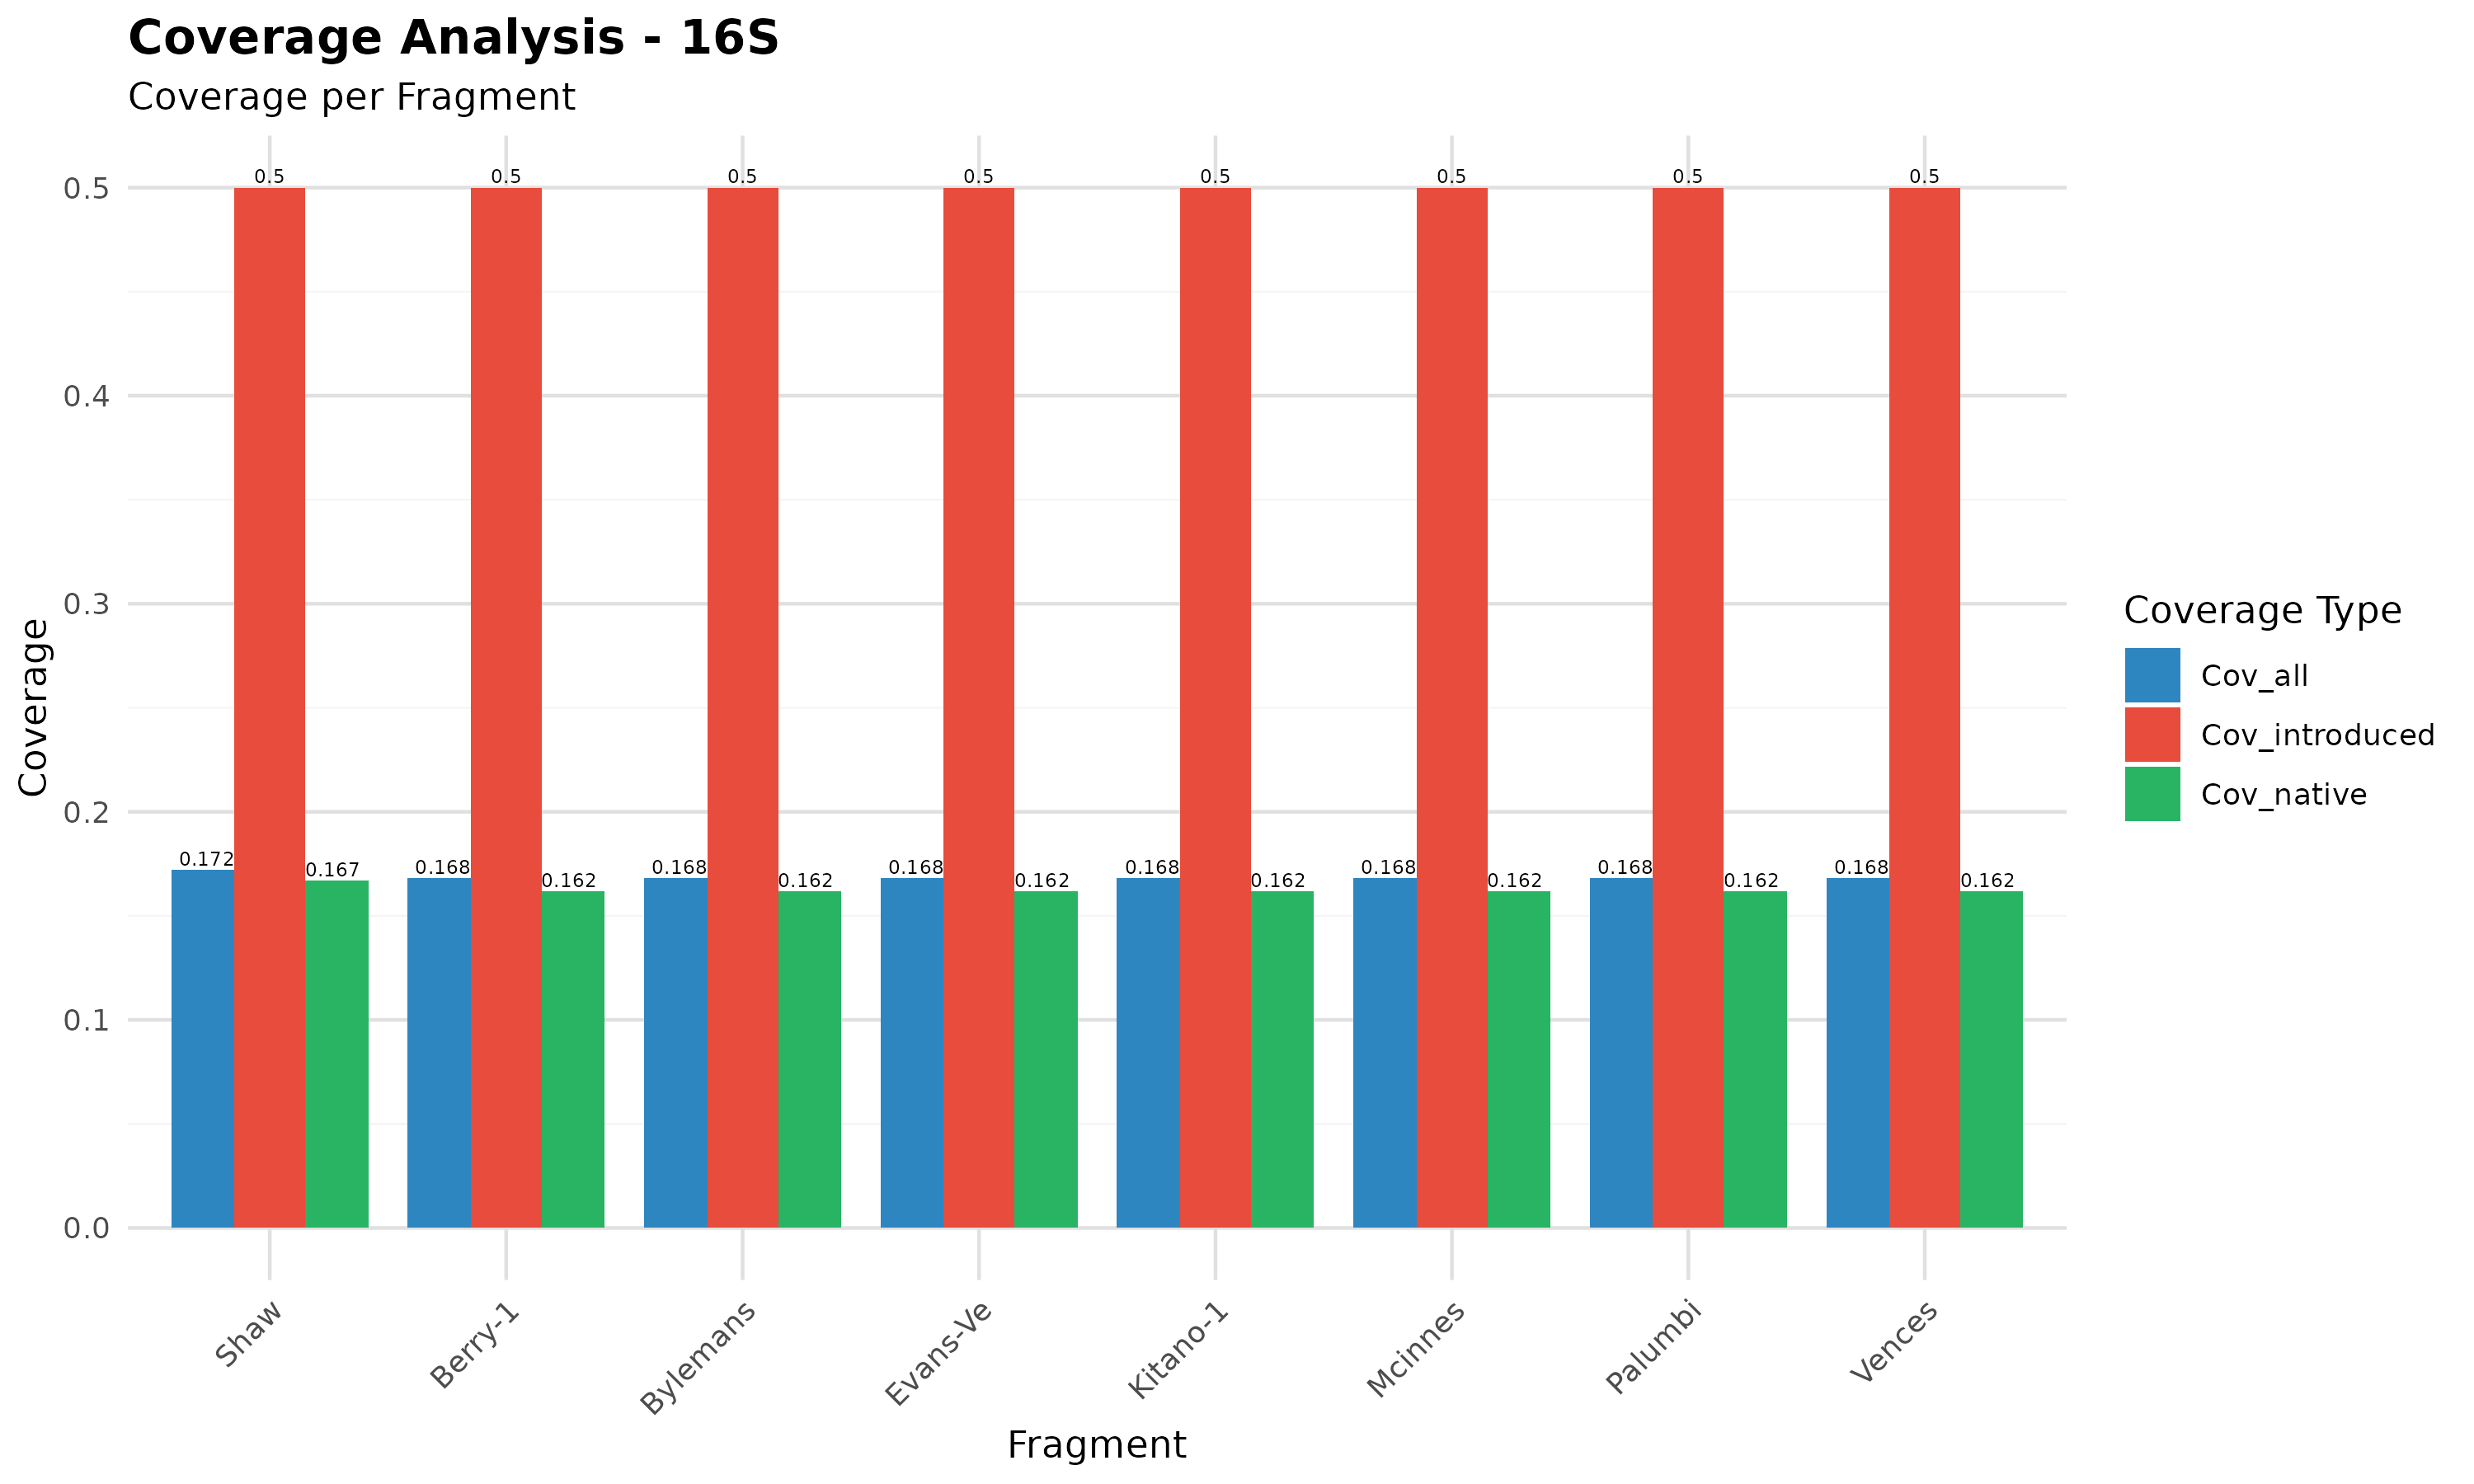 Coverage Analysis - 16S
Coverage per Fragment
0.5 0.5 0.5 0.5 0.5 0.5 0.5 0.5
0.5
0.4
0.3
0.2
0.1
0.0
Coverage
0.172 0.167 0.168 0.162 0.168 0.162 0.168 0.162 0.168 0.162 0.168 0.162 0.168 0.162 0.168 0.162
Shaw
Berry-1
Bylemans
Evans-Ve
Kitano-1
Mcinnes
Palumbi
Vences
Fragment
Coverage Type
Cov_all
Cov_introduced
Cov_native